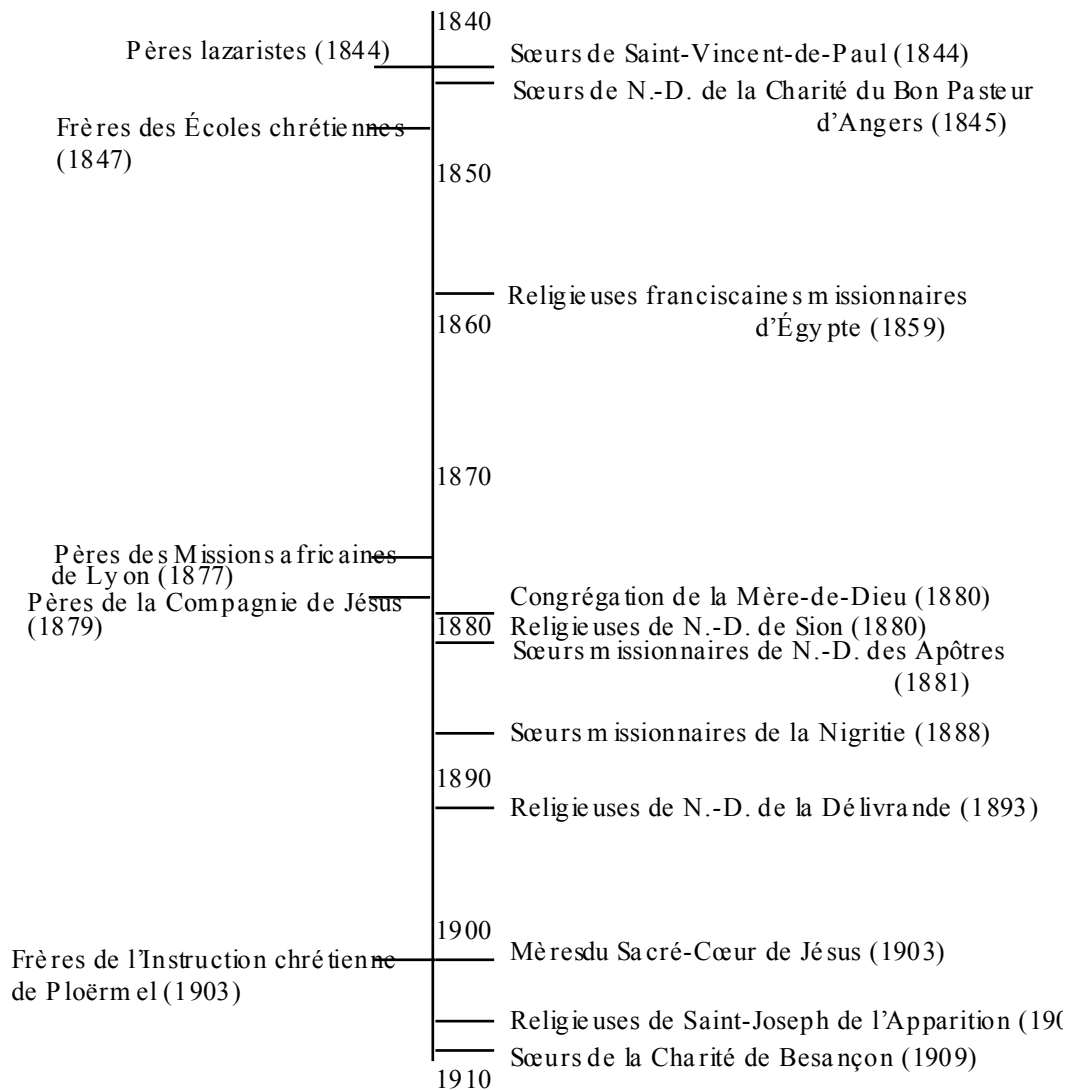 1840
Pères lazaristes (1844)
Sœurs de Saint-Vincent-de-Paul (1844)
Sœurs de N.-D. de la Charité du Bon Pasteur
d’Angers (1845)
Frères des Écoles chrétiennes
(1847)
1850
Religieuses franciscaines missionnaires
d’Égypte (1859)
1860
1870
Pères des Missions africaines
de Lyon (1877)
Pères de la Compagnie de Jésus
(1879)
Congrégation de la Mère-de-Dieu (1880)
1880
Religieuses de N.-D. de Sion (1880)
Sœurs missionnaires de N.-D. des Apôtres
(1881)
Sœurs missionnaires de la Nigritie (1888)
1890
Religieuses de N.-D. de la Délivrande (1893)
1900
Frères de l’Instruction chrétienne
de Ploërmel (1903)
Mères du Sacré-Cœur de Jésus (1903)
Religieuses de Saint-Joseph de l’Apparition
Sœurs de la Charité de Besançon (1909)
1910